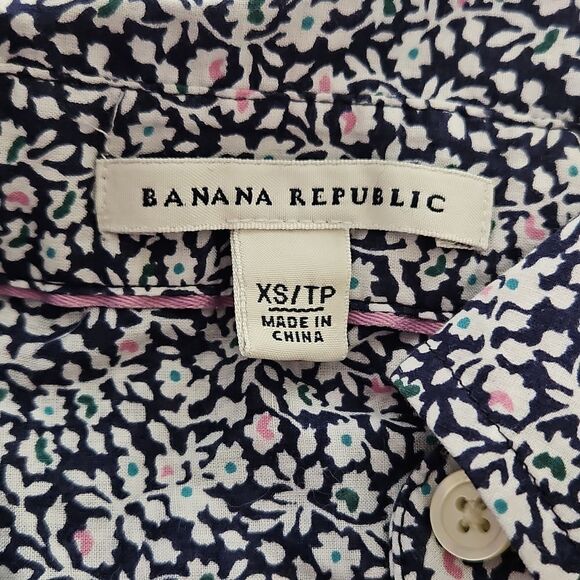 BANANA REPUBLIC
XS/TP
MADE IN
CHINA